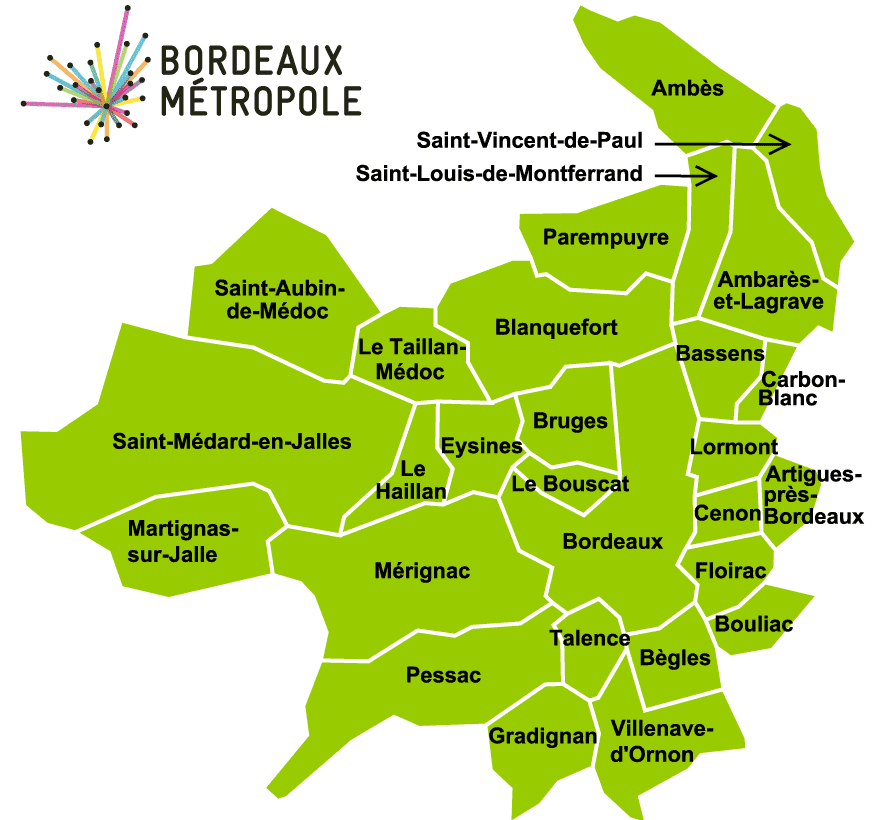 BORDEAUX
MÉTROPOLE
Ambès
Saint-Vincent-de-Paul
Saint-Louis-de-Montferrand
Parempuyre
Saint-Aubin-
de-Médoc
Ambarès-
et-Lagrave
Blanquefort
Le Taillan-
Médoc
Bassens
Carbon-
Blanc
Saint-Médard-en-Jalles
Bruges
Eysines
Lormont
Le
Haillan
Le Bouscat
Artigues-
près-
Bordeaux
Cenon
Martignas-
sur-Jalle
Bordeaux
Mérignac
Floirac
Bouliac
Talence
Bègles
Pessac
Gradignan
Villenave-
d'Ornon